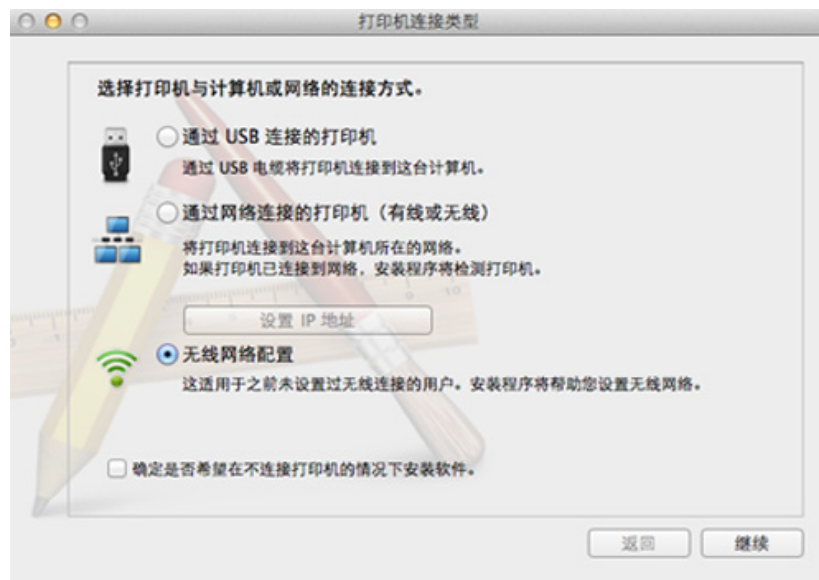 打印机连接类型
选择打印机与计算机或网络的连接方式。
通过 USB 连接的打印机
通过 USB 电缆将打印机连接到这台计算机。
通过网络连接的打印机（有线或无线）
将打印机连接到这台计算机所在的网络。
如果打印机已连接到网络，安装程序将检测打印机。
设置 IP 地址
无线网络配置
这适用于之前未设置过无线连接的用户。安装程序将帮助您设置无线网络。
确定是否希望在不连接打印机的情况下安装软件。
返回
继续